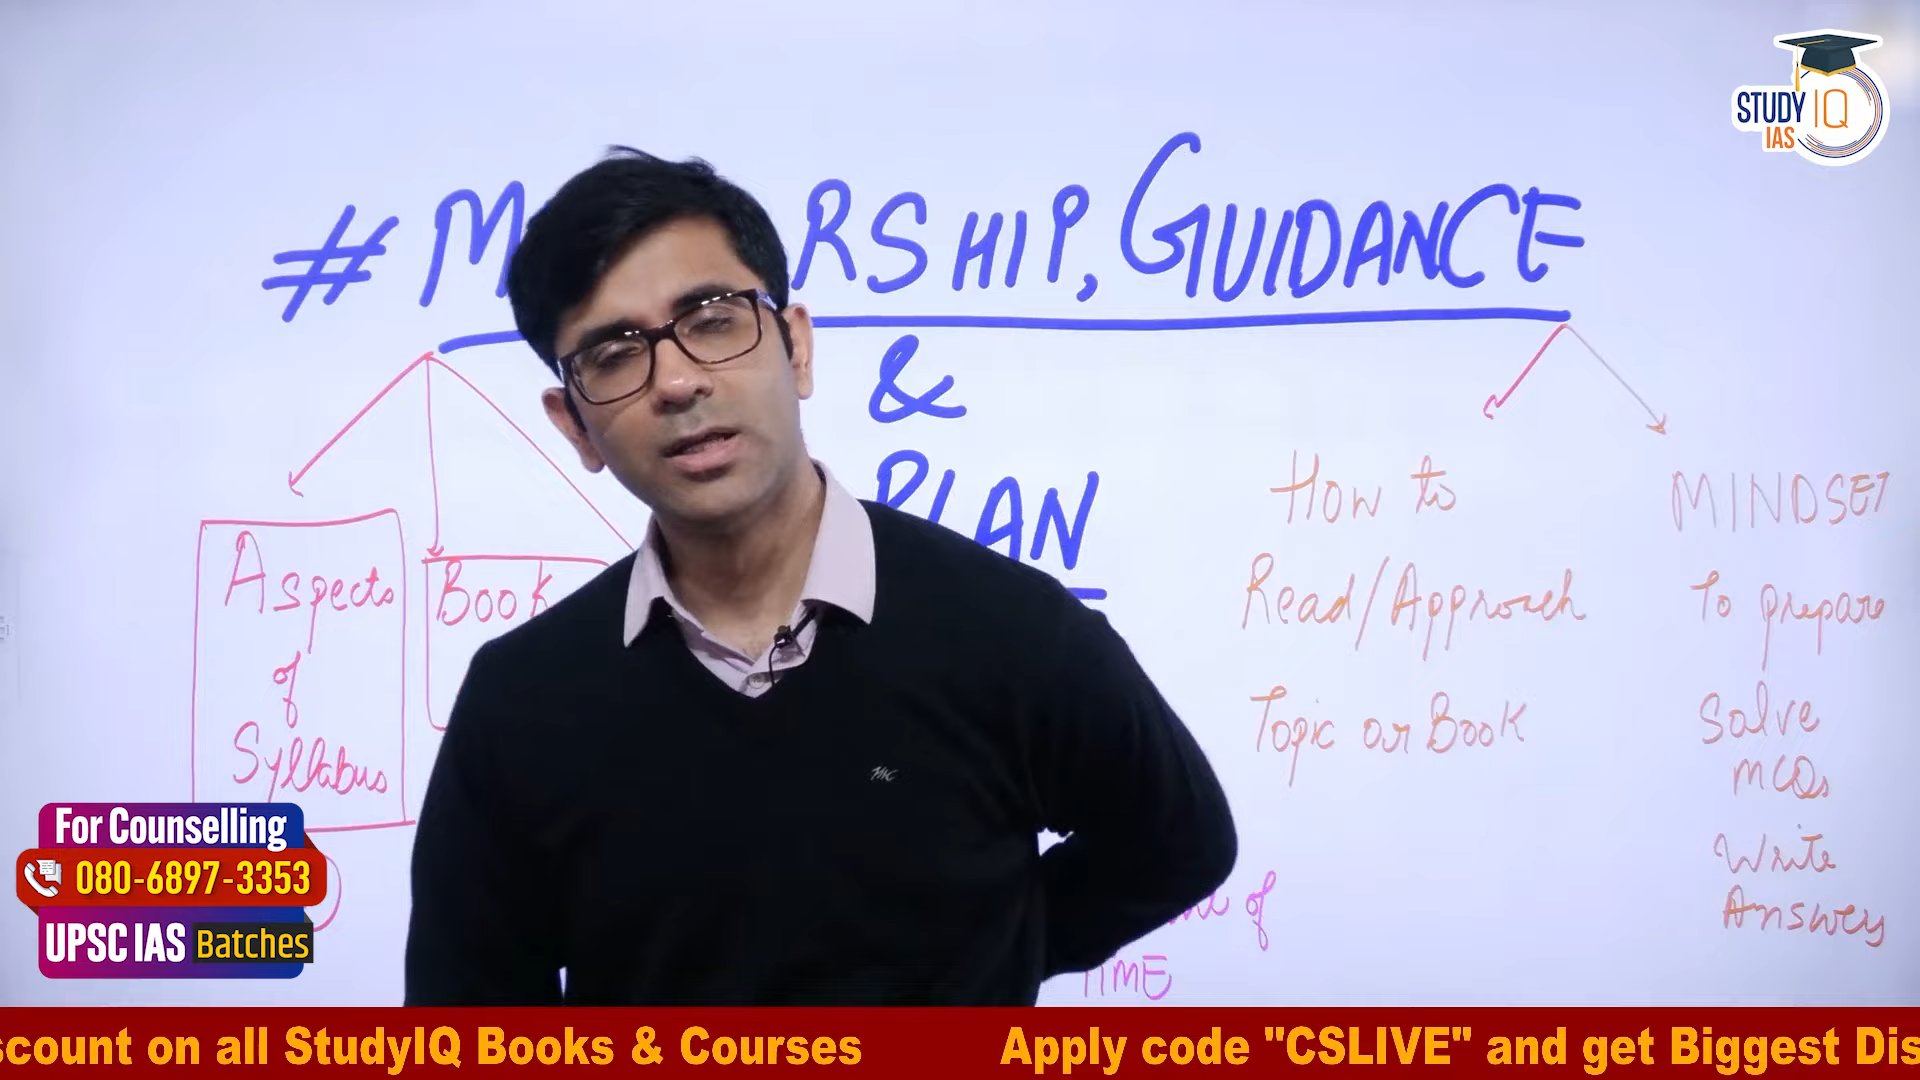 STUDY IQ
IAS
RSHIP, GUIDANCE
&
PLAN
Aspects
of
Syllabus
Book
How to
Read/Approach
Topic or Book
MINDSET
To prepare
Solve
MCQs
Write
Answers
of
TIME
For Counselling
080-6897-3353
UPSC IAS Batches
count on all StudyIQ Books & Courses
Apply code "CSLIVE" and get Biggest Dis